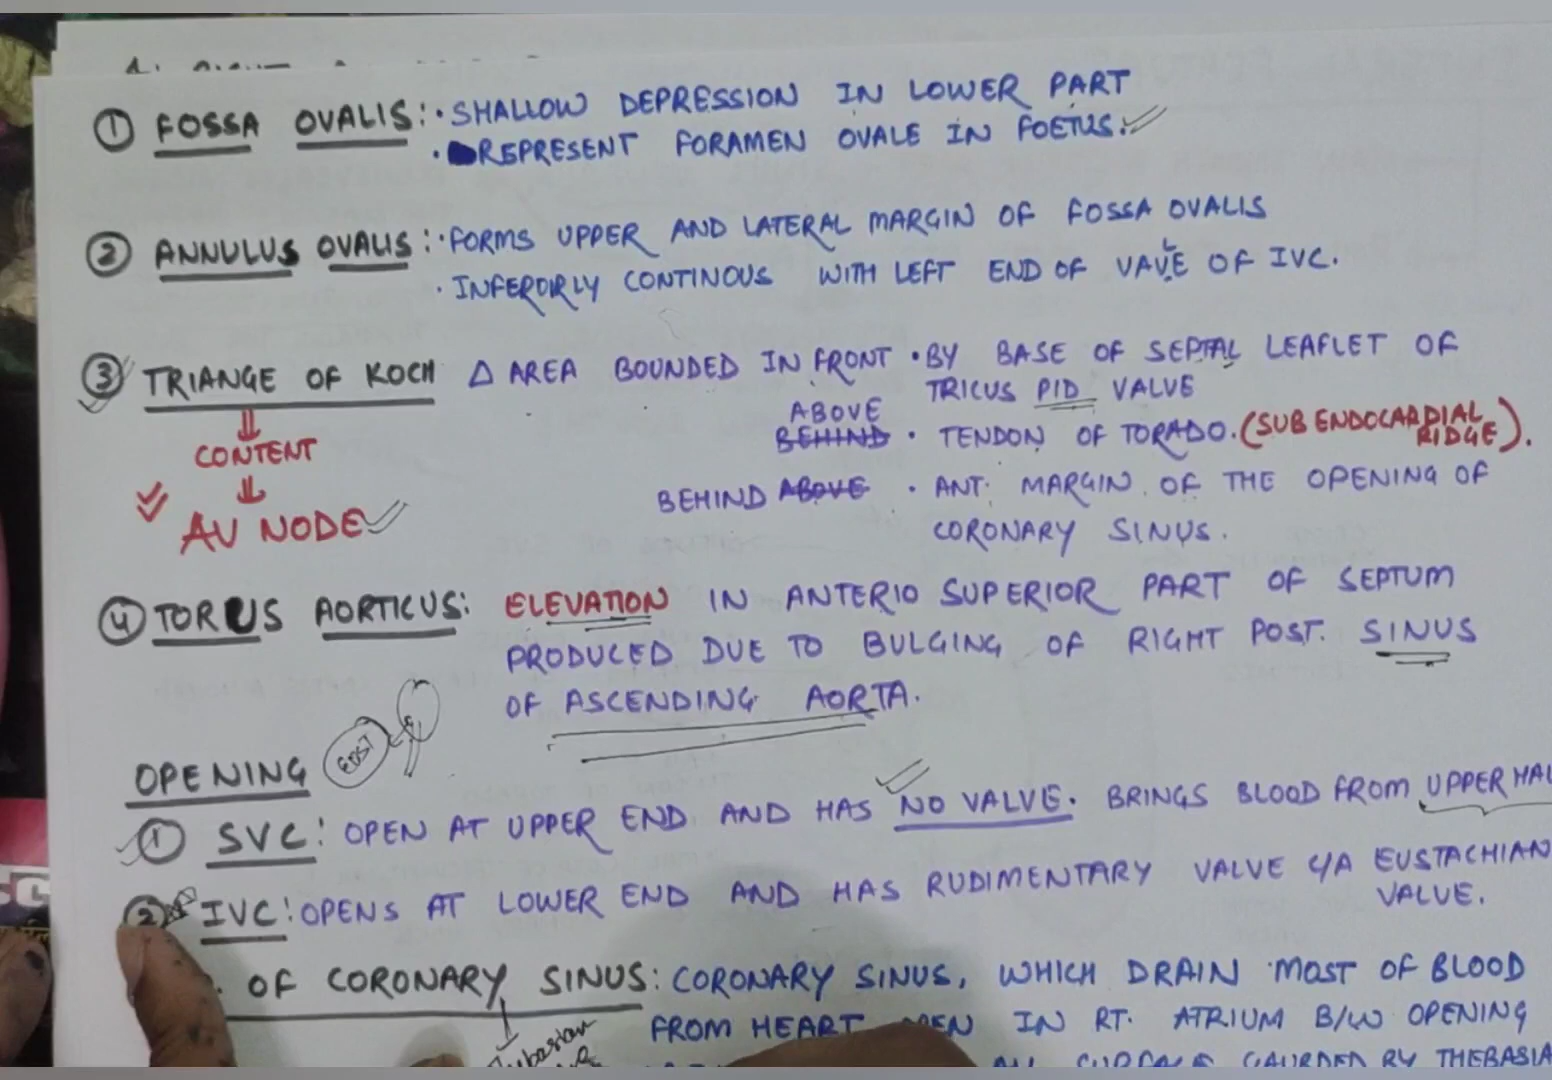 ① FOSSA OVALIS: • SHALLOW DEPRESSION IN LOWER PART
• REPRESENT FORAMEN OVALE IN FOETUS.
② ANNULUS OVALIS: • FORMS UPPER AND LATERAL MARGIN OF FOSSA OVALIS
• INFERORLY CONTINOUS WITH LEFT END OF VAVLE OF IVC.
③ TRIANGE OF KOCH Δ AREA BOUNDED IN FRONT • BY BASE OF SEPTAL LEAFLET OF
TRICUS PID VALVE
⇓
CONTENT
⇓
AV NODE
ABOVE
BEHIND • TENDON OF TORADO. (SUB ENDOCARDIAL RIDGE).
BEHIND ABOVE • ANT. MARGIN OF THE OPENING OF
CORONARY SINUS.
④ TORUS AORTICUS: ELEVATION IN ANTERIO SUPERIOR PART OF SEPTUM
PRODUCED DUE TO BULGING OF RIGHT POST. SINUS
OF ASCENDING AORTA.
OPENING
① SVC: OPEN AT UPPER END AND HAS NO VALVE. BRINGS BLOOD FROM UPPER HAL
② IVC: OPENS AT LOWER END AND HAS RUDIMENTARY VALVE C/A EUSTACHIAN
VALVE.
OF CORONARY SINUS: CORONARY SINUS, WHICH DRAIN MOST OF BLOOD
FROM HEART IN RT. ATRIUM B/W OPENING
GAURDED BY THEBASIA